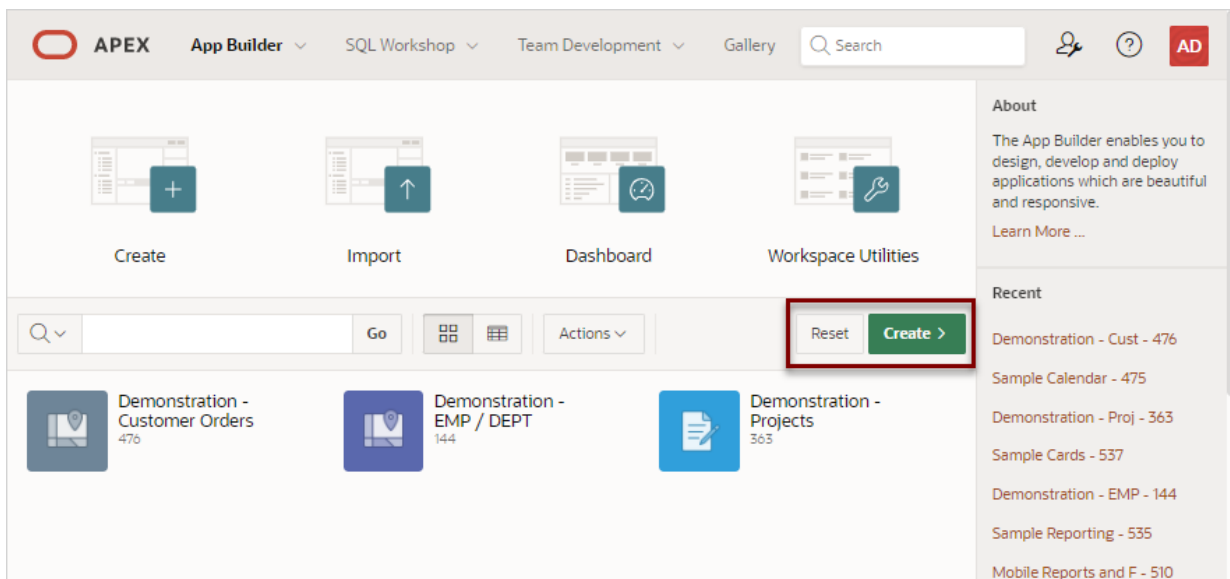 APEX App Builder SQL Workshop Team Development Gallery Search AD
Create Import Dashboard Workspace Utilities
Go Actions Reset Create >
Demonstration -
Customer Orders
476
Demonstration -
EMP / DEPT
144
Demonstration -
Projects
363
About
The App Builder enables you to
design, develop and deploy
applications which are beautiful
and responsive.
Learn More ...
Recent
Demonstration - Cust - 476
Sample Calendar - 475
Demonstration - Proj - 363
Sample Cards - 537
Demonstration - EMP - 144
Sample Reporting - 535
Mobile Reports and F - 510